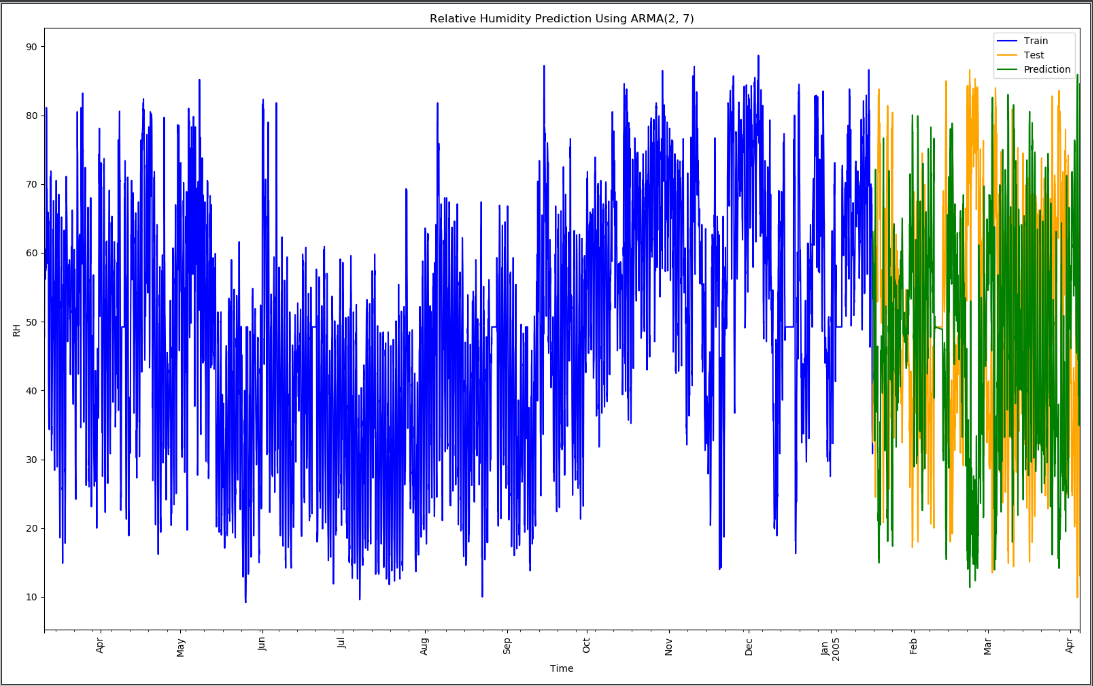 Relative Humidity Prediction Using ARMA(2, 7)
Train
Test
Prediction
90
80
70
60
50
40
30
20
10
RH
Apr
May
Jun
Jul
Aug
Sep
Oct
Nov
Dec
Jan
2005
Feb
Mar
Apr
Time